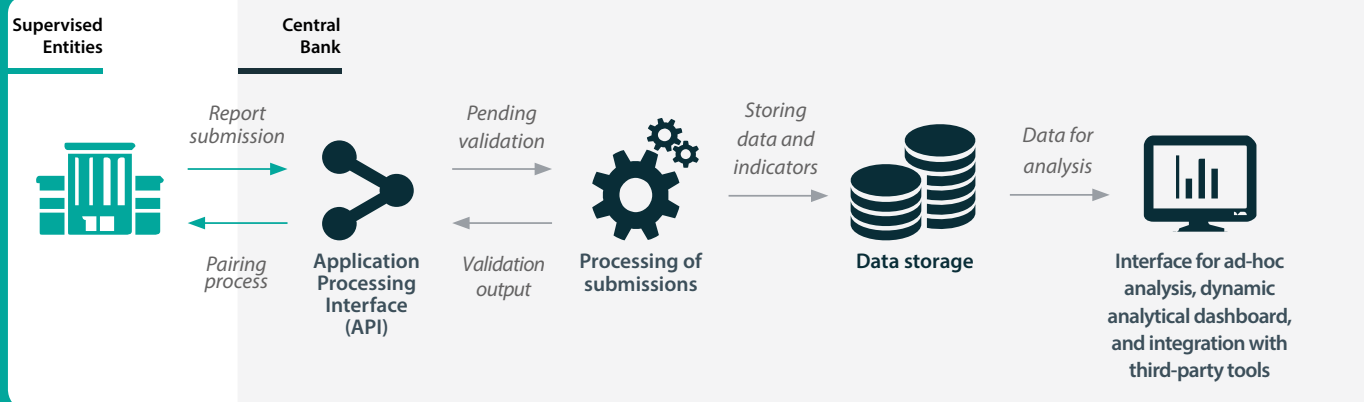 Supervised
Entities
Central
Bank
Report
submission
Pairing
process
Application
Processing
Interface
(API)
Pending
validation
Validation
output
Processing of
submissions
Storing
data and
indicators
Data storage
Data for
analysis
Interface for ad-hoc
analysis, dynamic
analytical dashboard,
and integration with
third-party tools